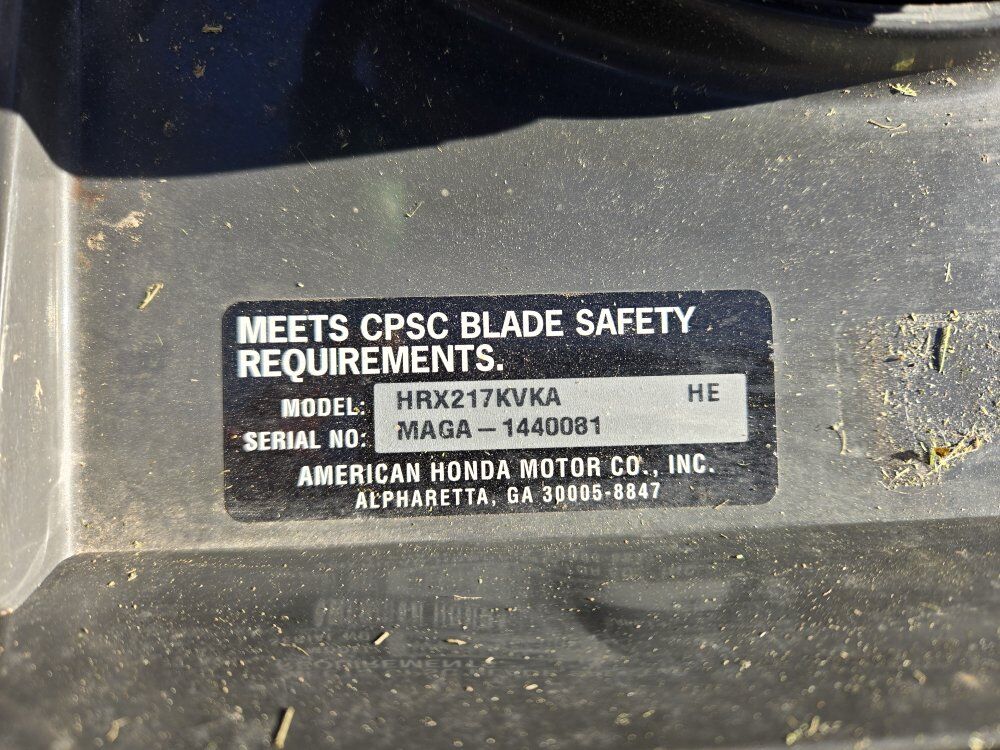 MEETS CPSC BLADE SAFETY
REQUIREMENTS.
MODEL: HRX217KVKA HE
SERIAL NO: MAGA-1440081
AMERICAN HONDA MOTOR CO., INC.
ALPHARETTA, GA 30005-8847